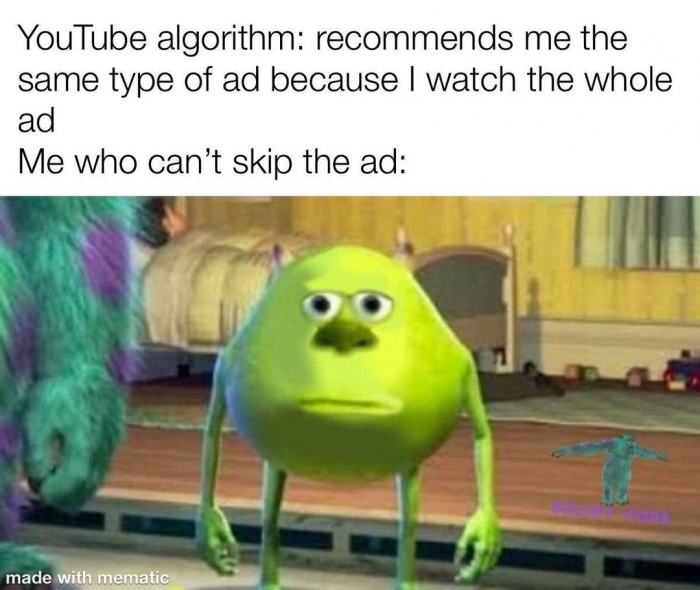 YouTube algorithm: recommends me the
same type of ad because I watch the whole
ad
Me who can’t skip the ad:
made with mematic